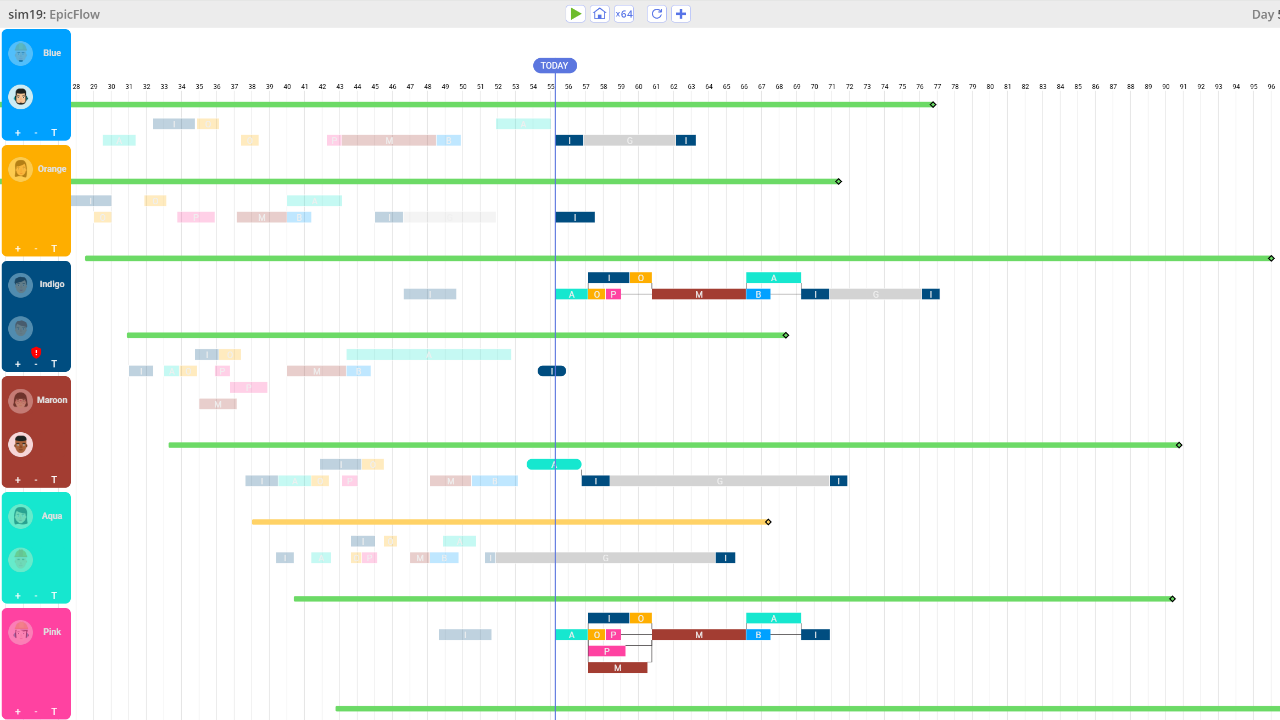 sim19: EpicFlow
×64
Day 5
TODAY
28 29 30 31 32 33 34 35 36 37 38 39 40 41 42 43 44 45 46 47 48 49 50 51 52 53 54 55 56 57 58 59 60 61 62 63 64 65 66 67 68 69 70 71 72 73 74 75 76 77 78 79 80 81 82 83 84 85 86 87 88 89 90 91 92 93 94 95 96
Blue
+ - T
I
P M B I G I
Orange
+ - T
I
P M B I I
Indigo
!
+ - T
I O A
I A O P M B I G I
I
I P M B I
P
M
Maroon
+ - T
I A
I P M B I G I
Aqua
+ - T
I
I P M B I G I
Pink
+ - T
I O A
I A O P M B I
P
M